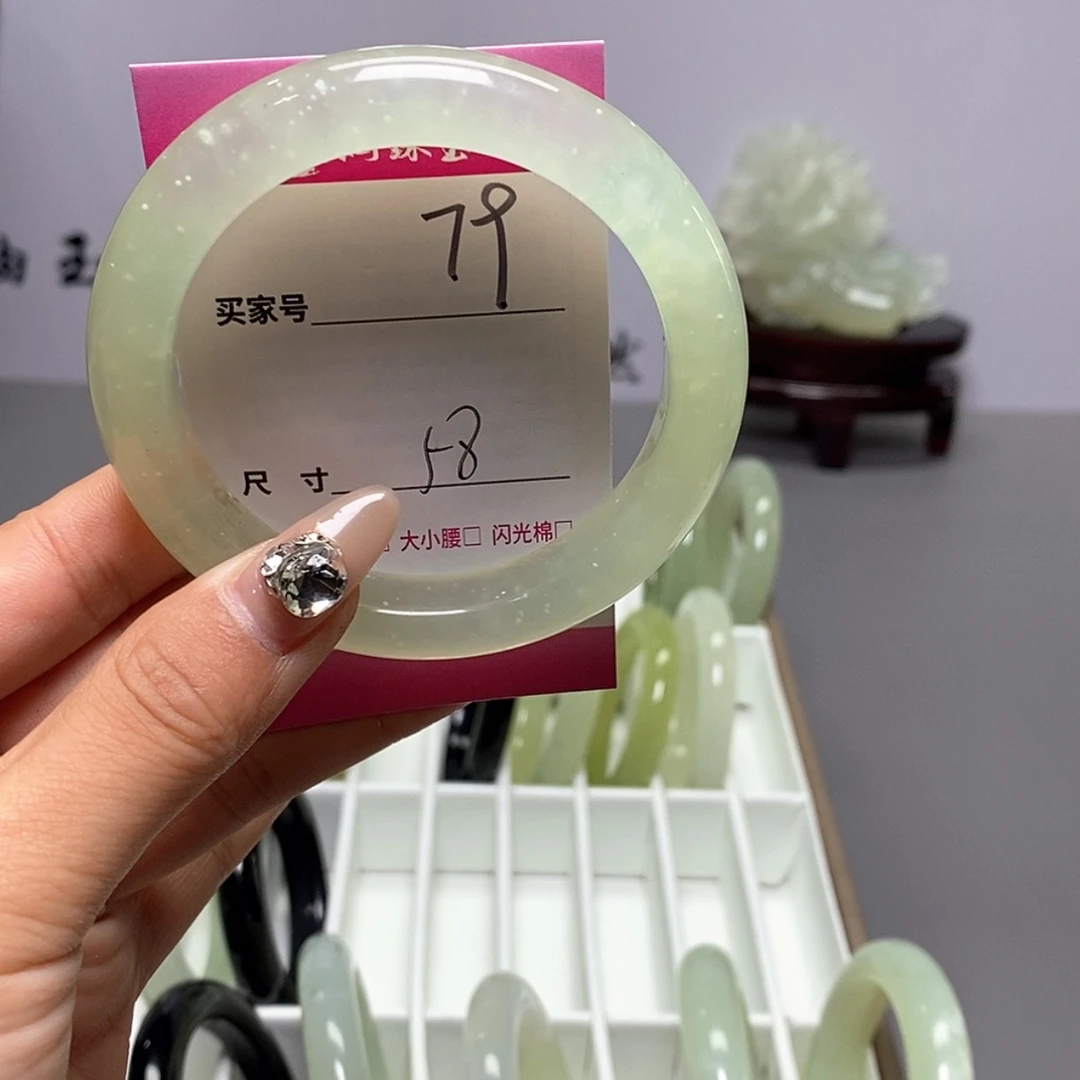 79
买家号
58
尺 寸
大小腰□ 闪光棉□